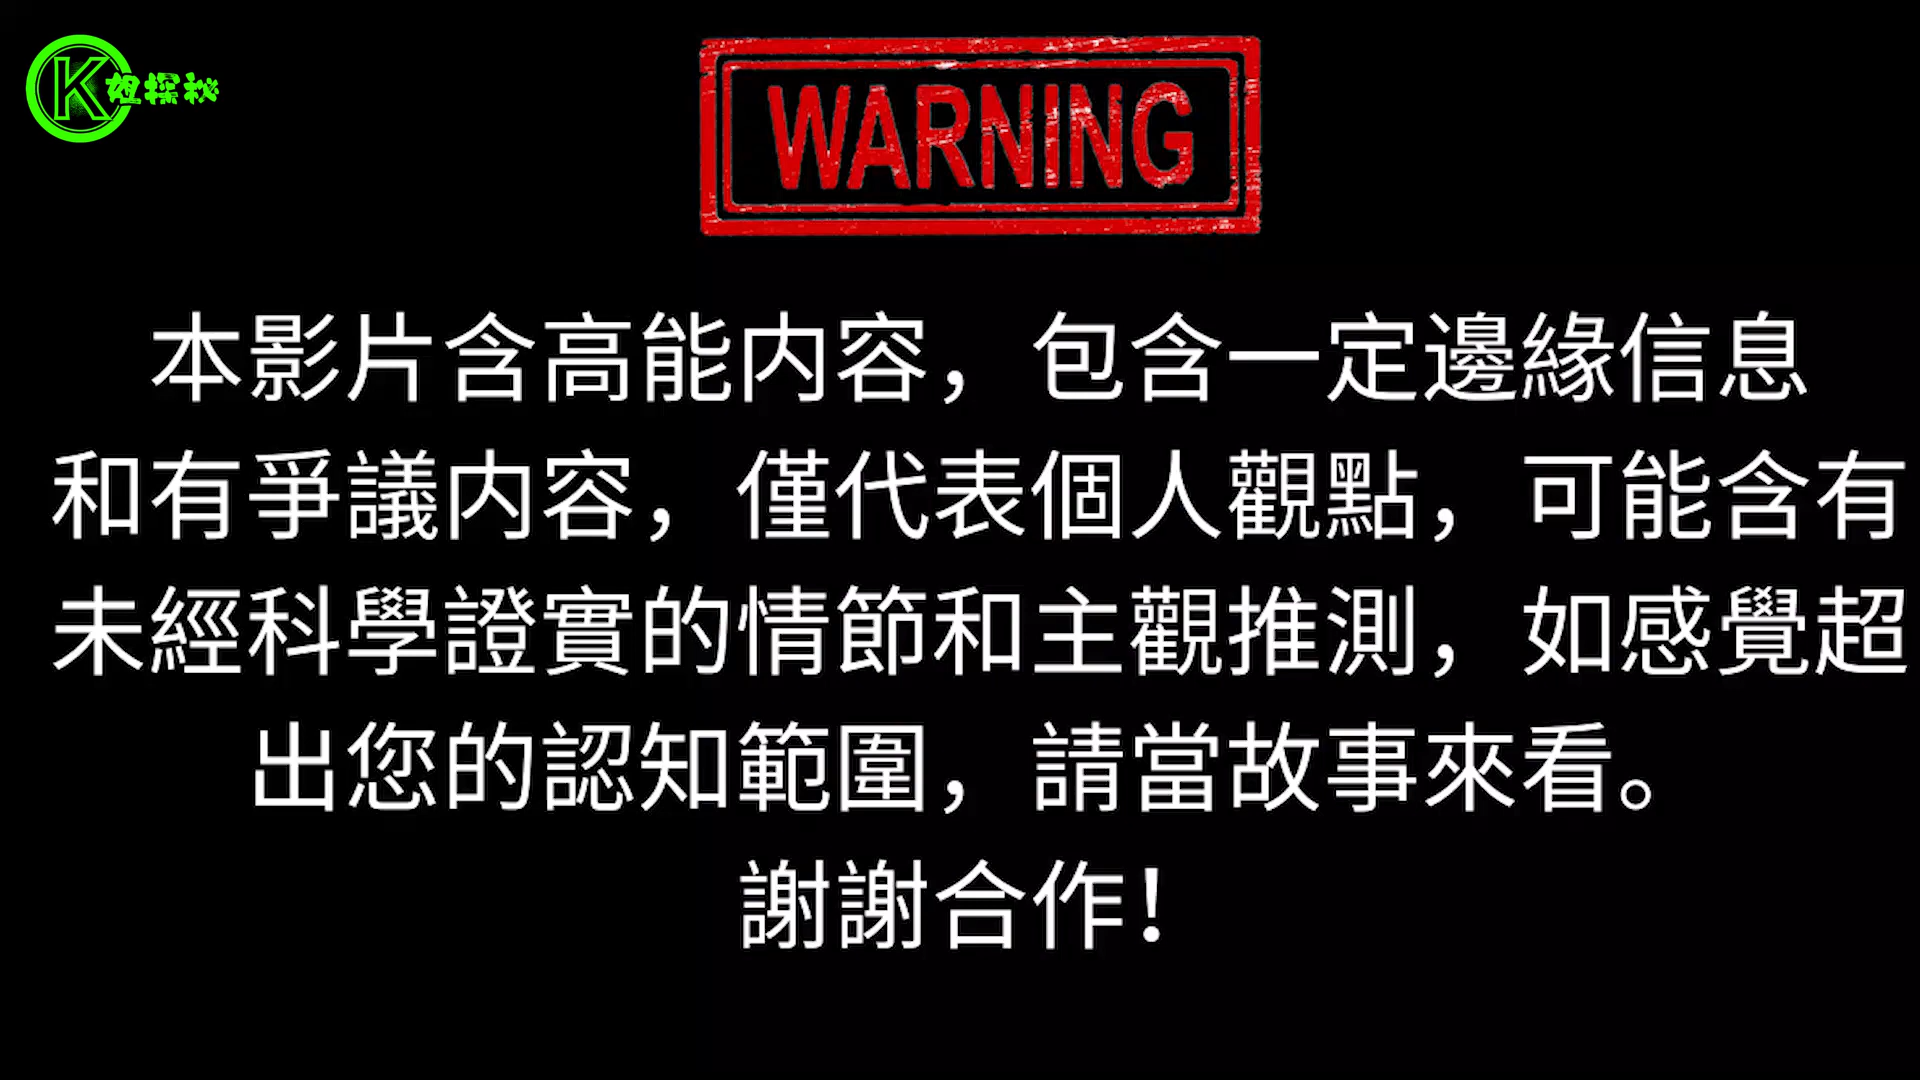 K姐探秘
WARNING
本影片含高能内容，包含一定邊緣信息
和有爭議内容，僅代表個人觀點，可能含有
未經科學證實的情節和主觀推測，如感覺超
出您的認知範圍，請當故事來看。
謝謝合作！